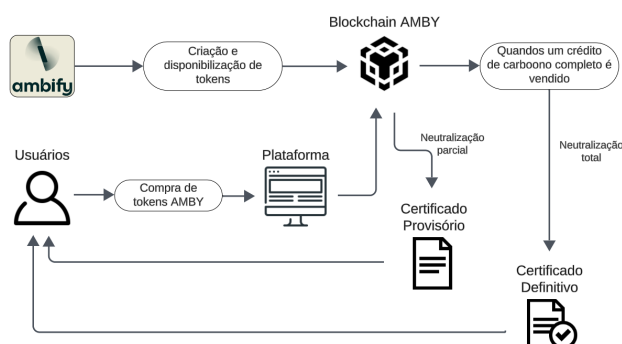 Blockchain AMBY
ambify
Criação e
disponibilização de
tokens
Quandos um crédito
de carboono completo é
vendido
Neutralização
parcial
Neutralização
total
Usuários
Compra de
tokens AMBY
Plataforma
Certificado
Provisório
Certificado
Definitivo